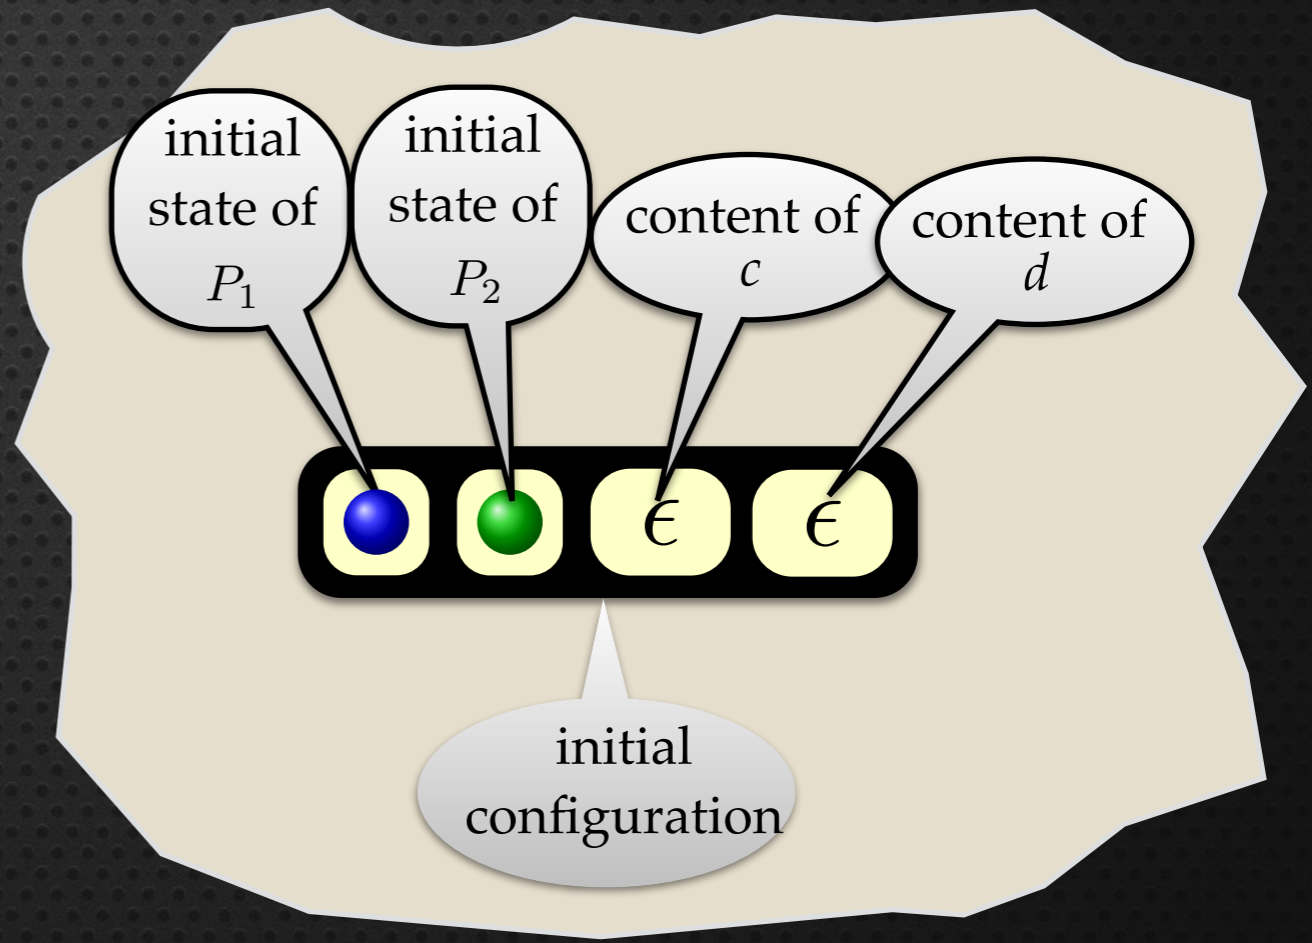 initial
state of
P₁
initial
state of
P₂
content of
c
content of
d
ϵ
ϵ
initial
configuration